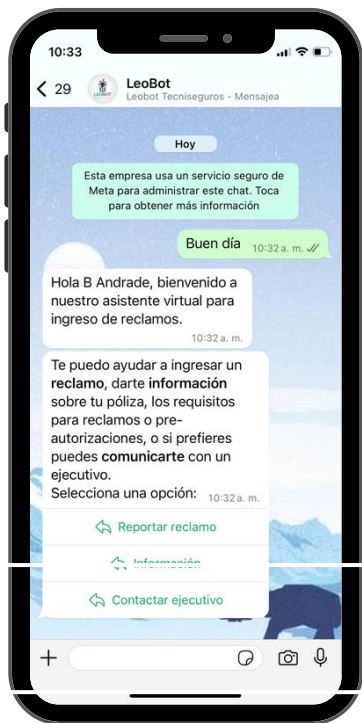 10:33
29
LeoBot
Leobot Tecniseguros - Mensajea
Hoy
Esta empresa usa un servicio seguro de
Meta para administrar este chat. Toca
para obtener más información
Buen día 10:32 a. m.
Hola B Andrade, bienvenido a
nuestro asistente virtual para
ingreso de reclamos.
10:32 a. m.
Te puedo ayudar a ingresar un
reclamo, darte información
sobre tu póliza, los requisitos
para reclamos o pre-
autorizaciones, o si prefieres
puedes comunicarte con un
ejecutivo.
Selecciona una opción: 10:32 a. m.
Reportar reclamo
Información
Contactar ejecutivo